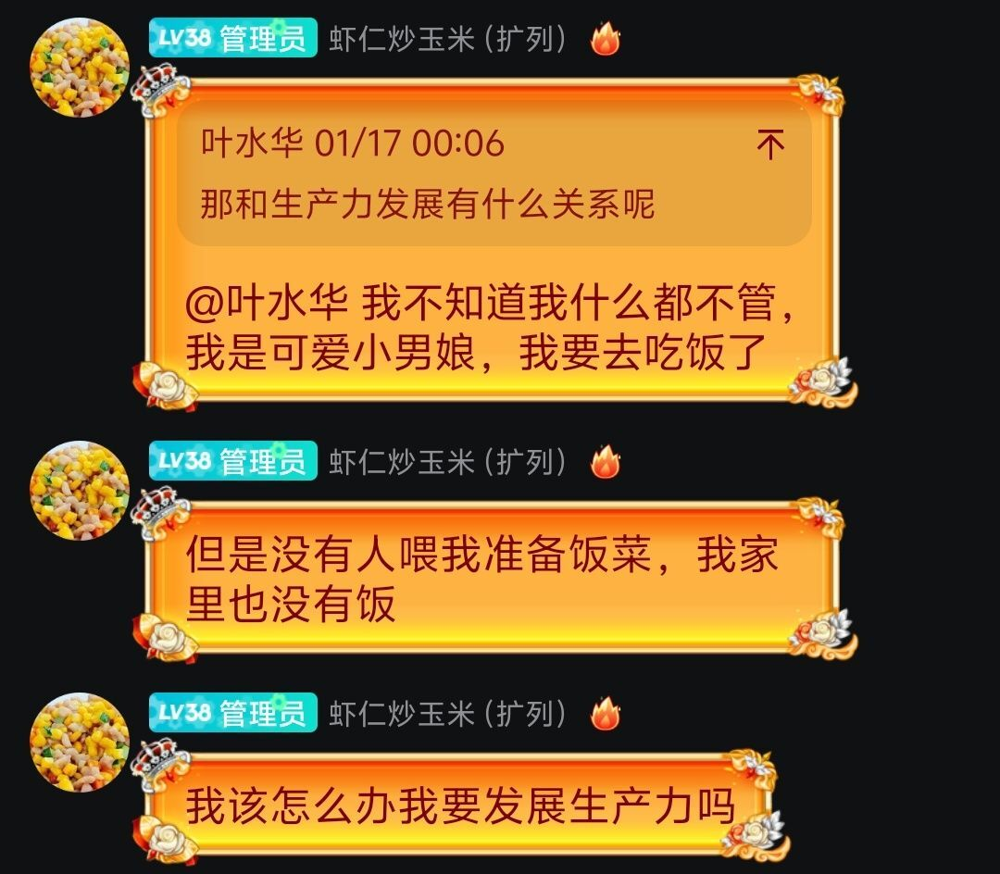 LV38 管理员 虾仁炒玉米 (扩列)
叶水华 01/17 00:06
那和生产力发展有什么关系呢
@叶水华 我不知道我什么都不管，
我是可爱小男娘，我要去吃饭了
LV38 管理员 虾仁炒玉米 (扩列)
但是没有人喂我准备饭菜，我家
里也没有饭
LV38 管理员 虾仁炒玉米 (扩列)
我该怎么办我要发展生产力吗